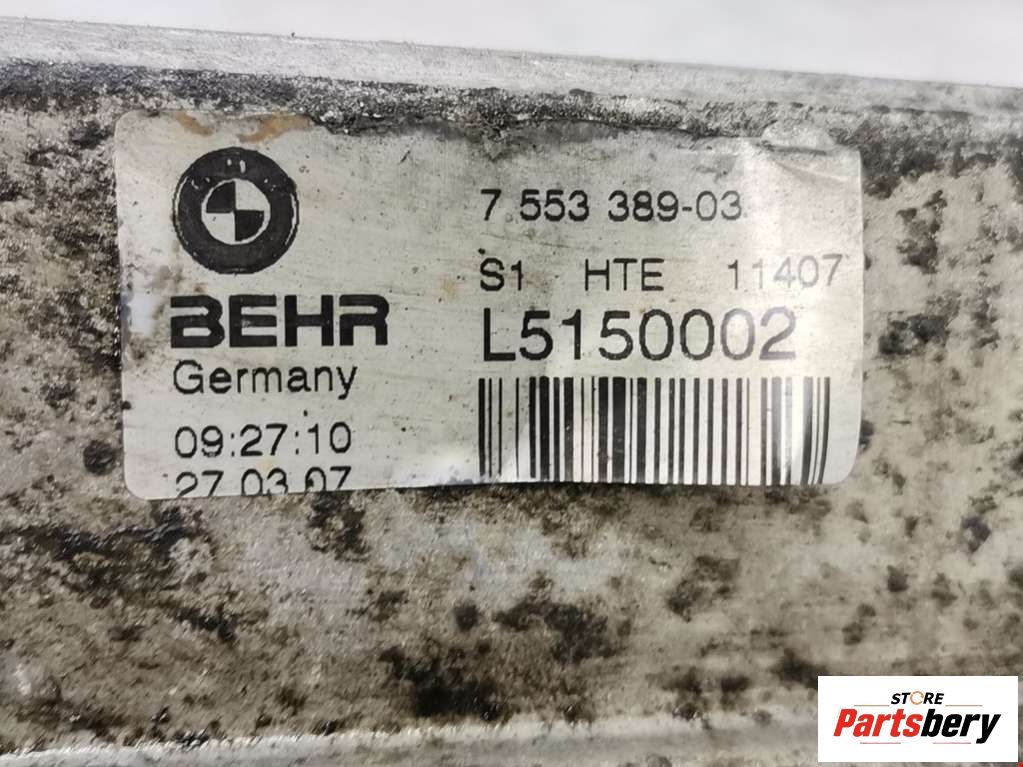 7 553 389-03
S1 HTE 11407
L5150002
BEHR
Germany
09:27:10
27.03.07
STORE
Partsbery